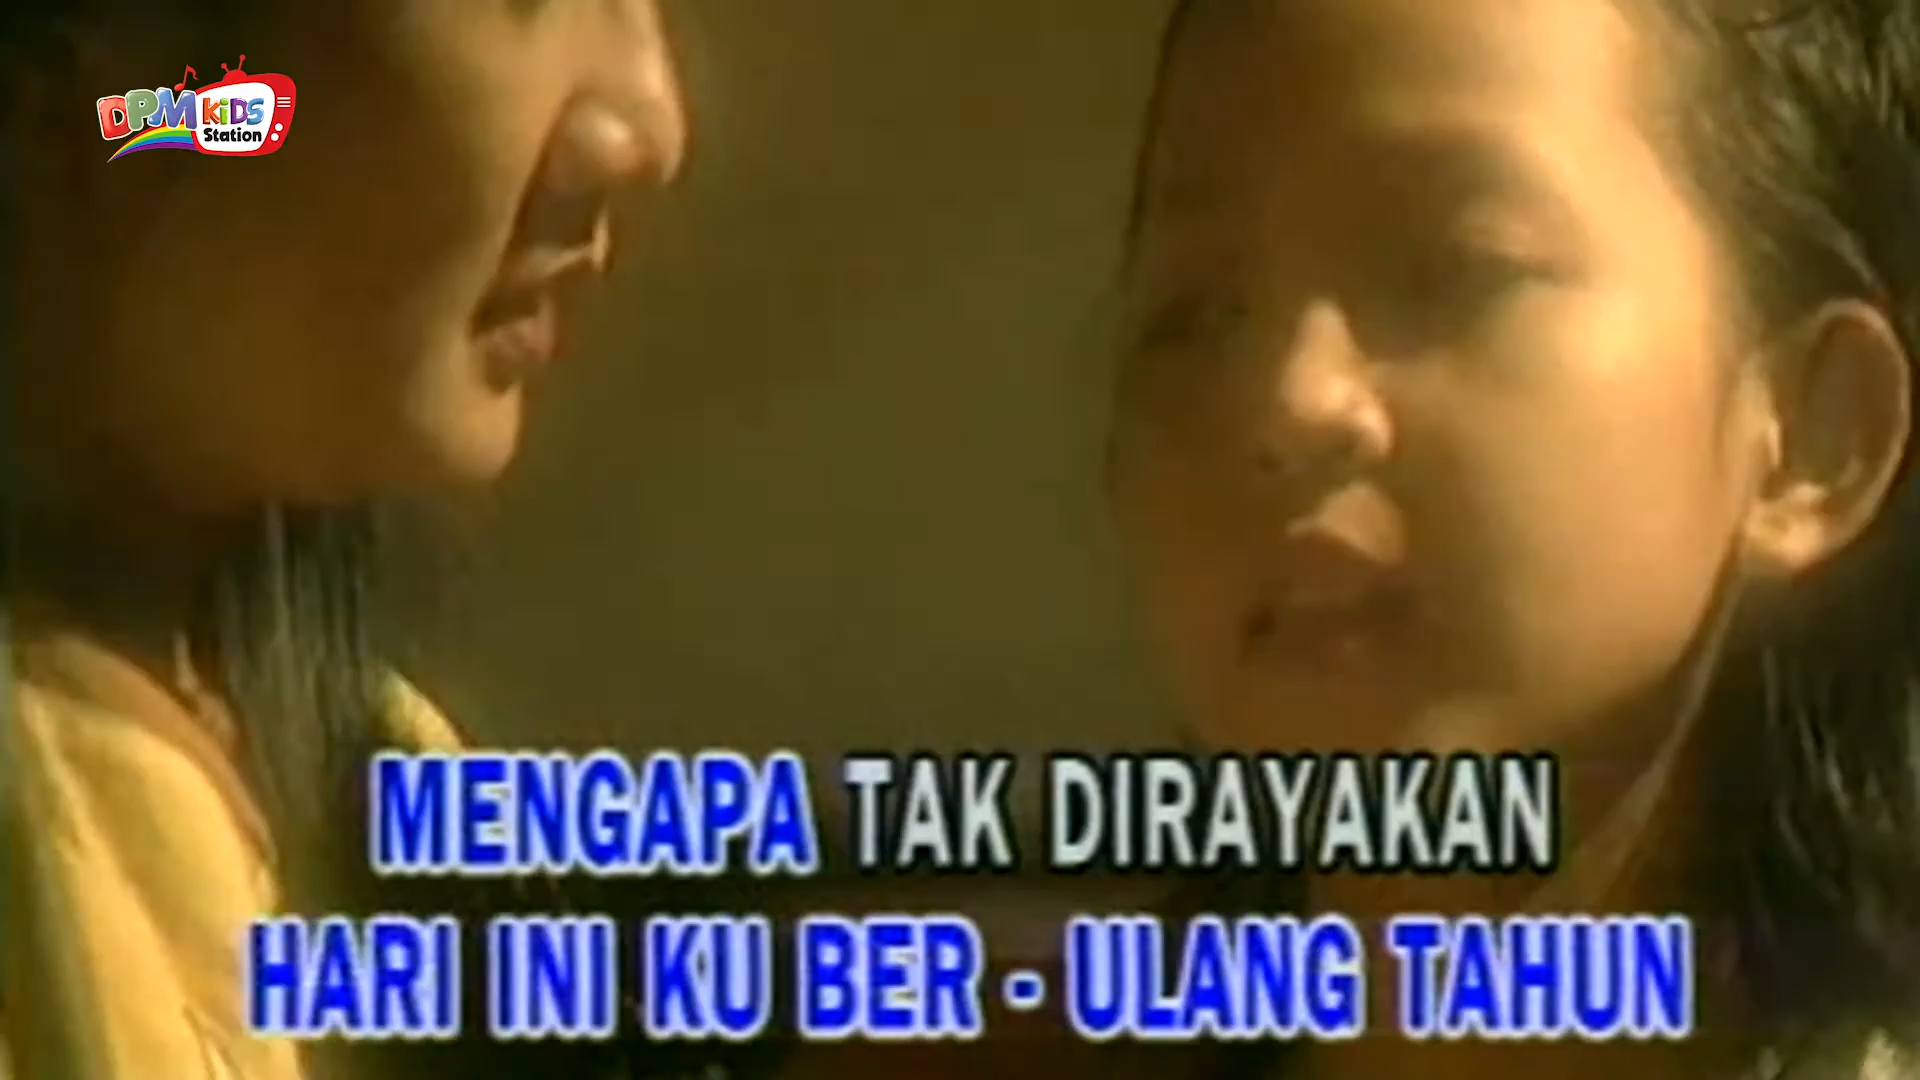 DPM KiDS
Station
MENGAPA TAK DIRAYAKAN
HARI INI KU BER - ULANG TAHUN